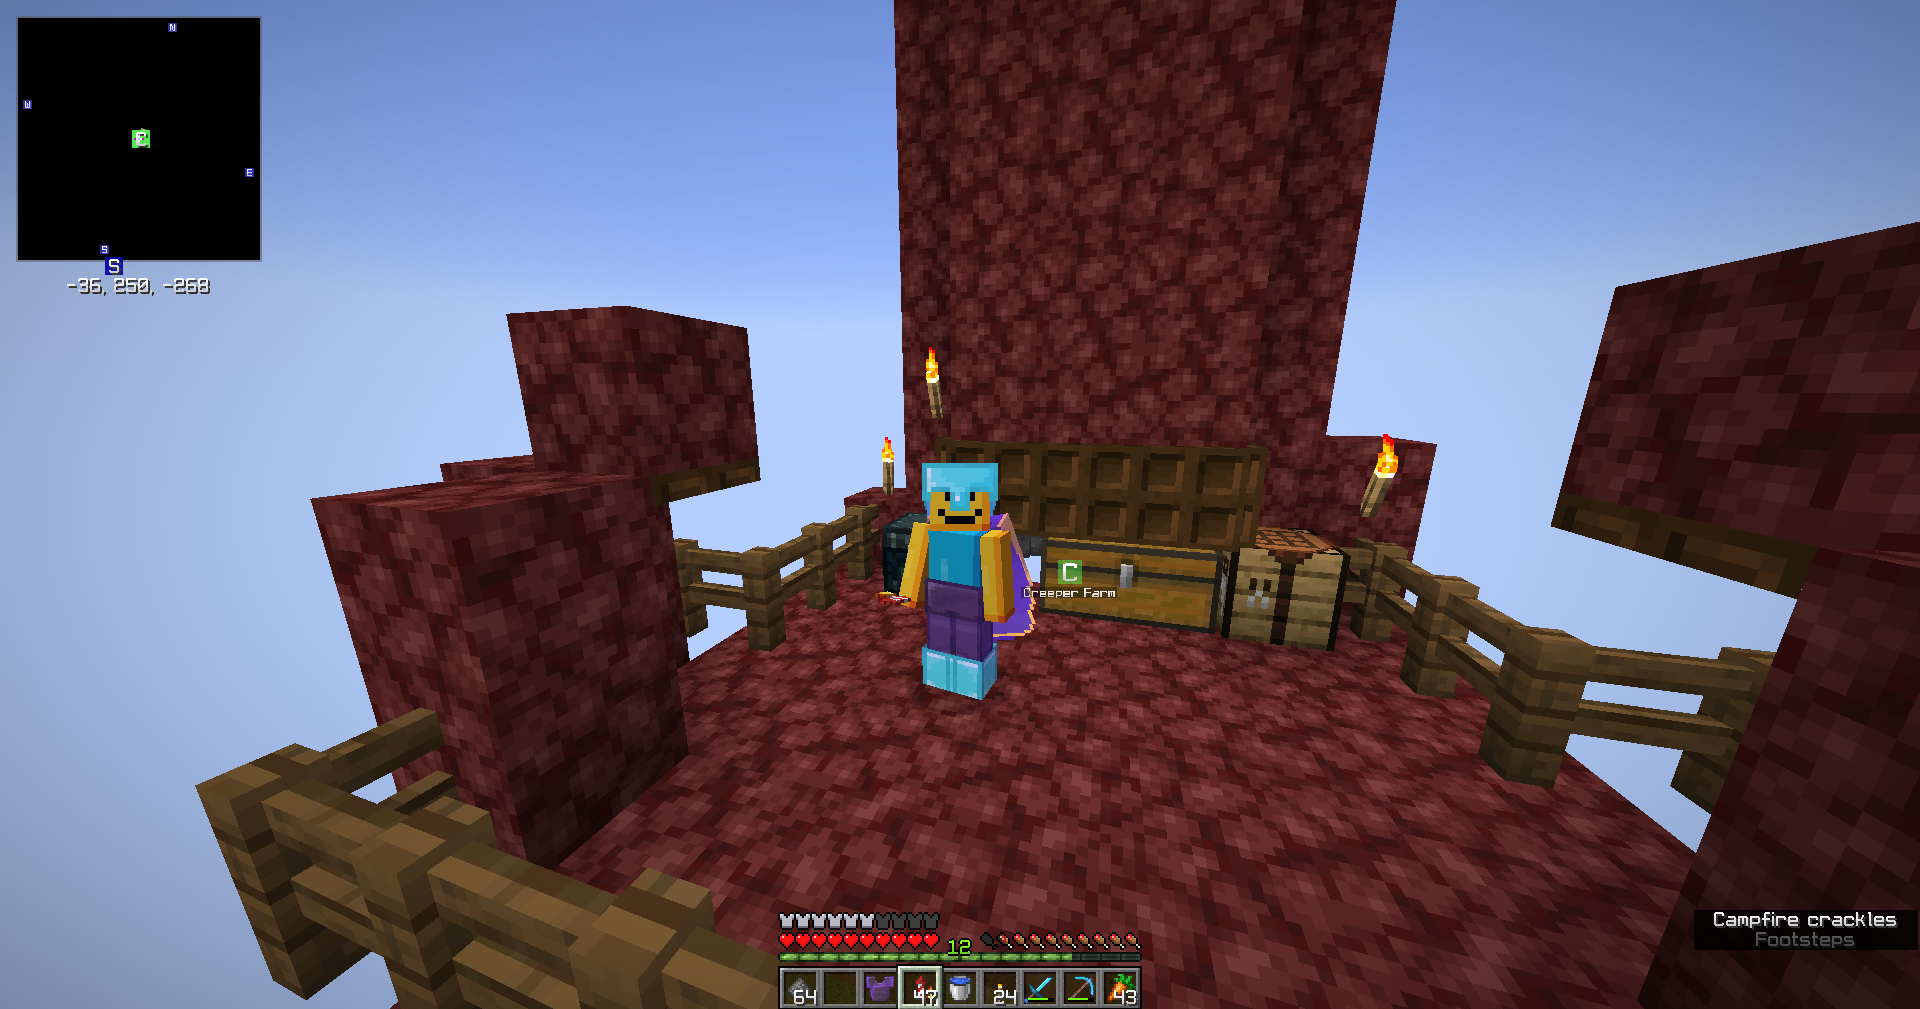 N
W
E
S
S
-36, 250, -268
C
Creeper Farm
Campfire crackles
Footsteps
12
64
47
24
43